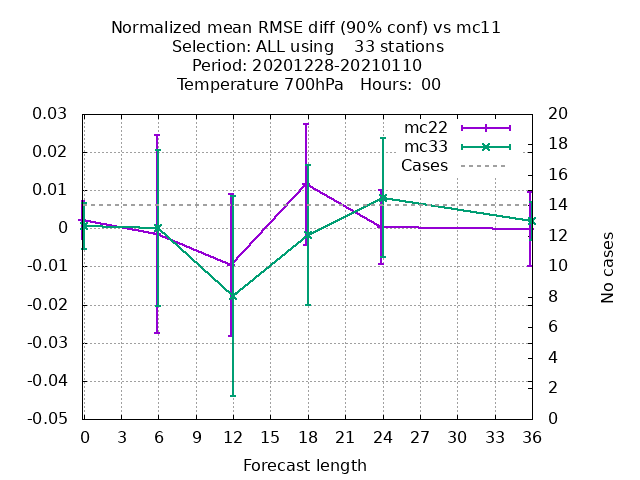 Normalized mean RMSE diff (90% conf) vs mc11
Selection: ALL using    33 stations
Period: 20201228-20210110
Temperature 700hPa   Hours:  00
0.03
0.02
0.01
0
-0.01
-0.02
-0.03
-0.04
-0.05
mc22
mc33
Cases
20
18
16
14
12
10
8
6
4
2
0
No cases
0 3 6 9 12 15 18 21 24 27 30 33 36
Forecast length